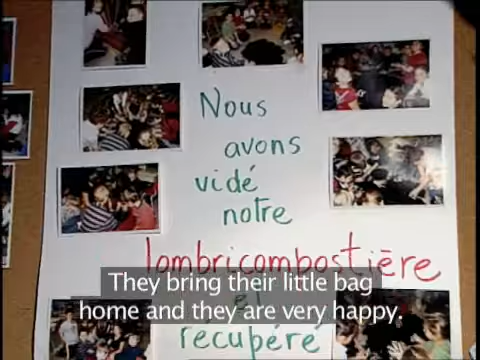 Nous
avons
vidé
notre
lombricompostière
et
récupéré
They bring their little bag
home and they are very happy.